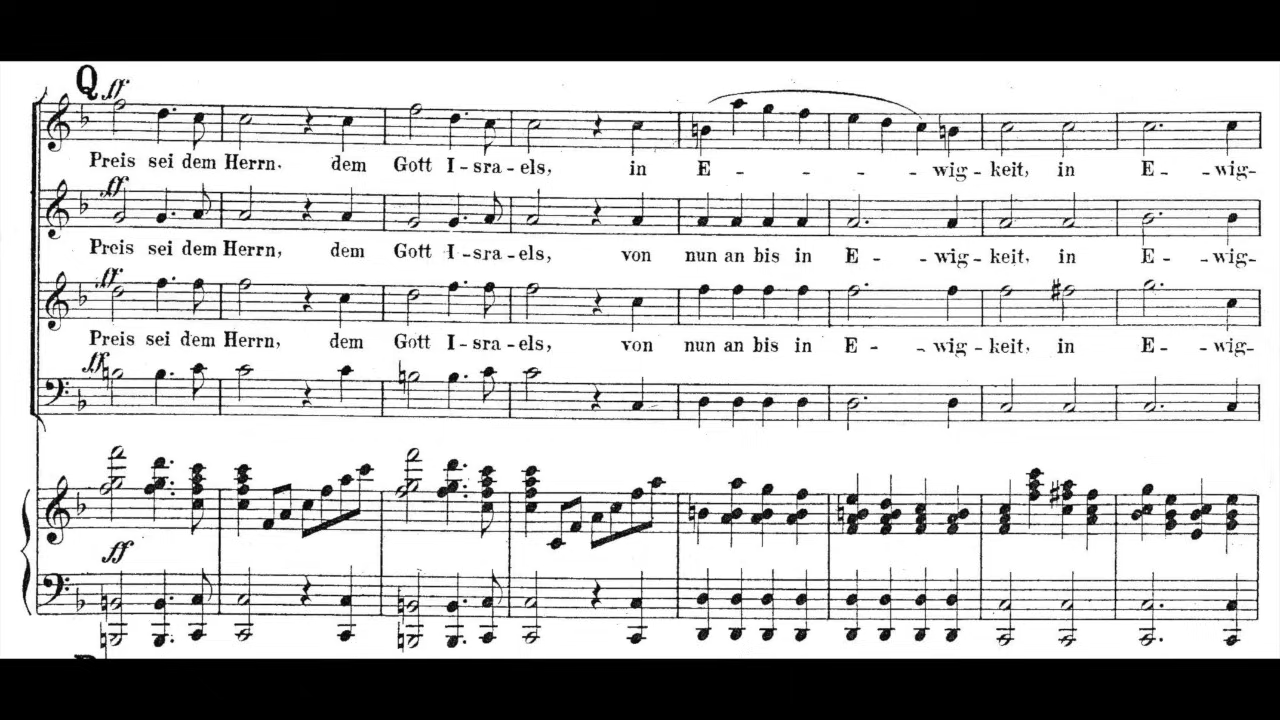 Q ff
Preis sei dem Herrn. dem Gott I-sra-els, in E - - - - wig-keit, in E - - wig-
ff
Preis sei dem Herrn, dem Gott I-sra-els, von nun an bis in E - - wig-keit, in E - - wig-
ff
Preis sei dem Herrn, dem Gott I-sra-els, von nun an bis in E - - wig-keit, in E - - wig-
ff
ff